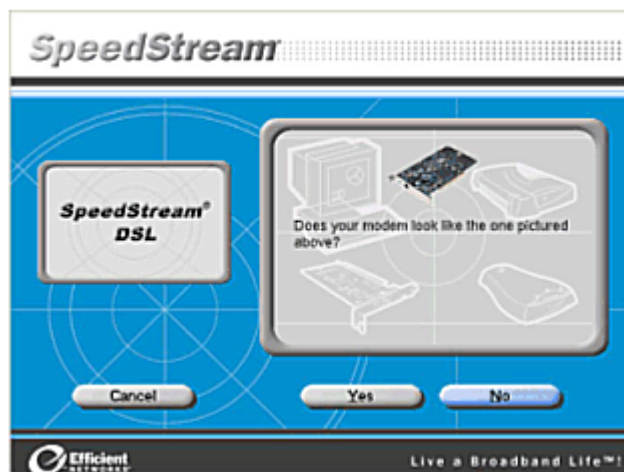 SpeedStream
SpeedStream®
DSL
Does your modem look like the one pictured
above?
Cancel
Yes
No
Efficient
NETWORKS®
Live a Broadband Life™!